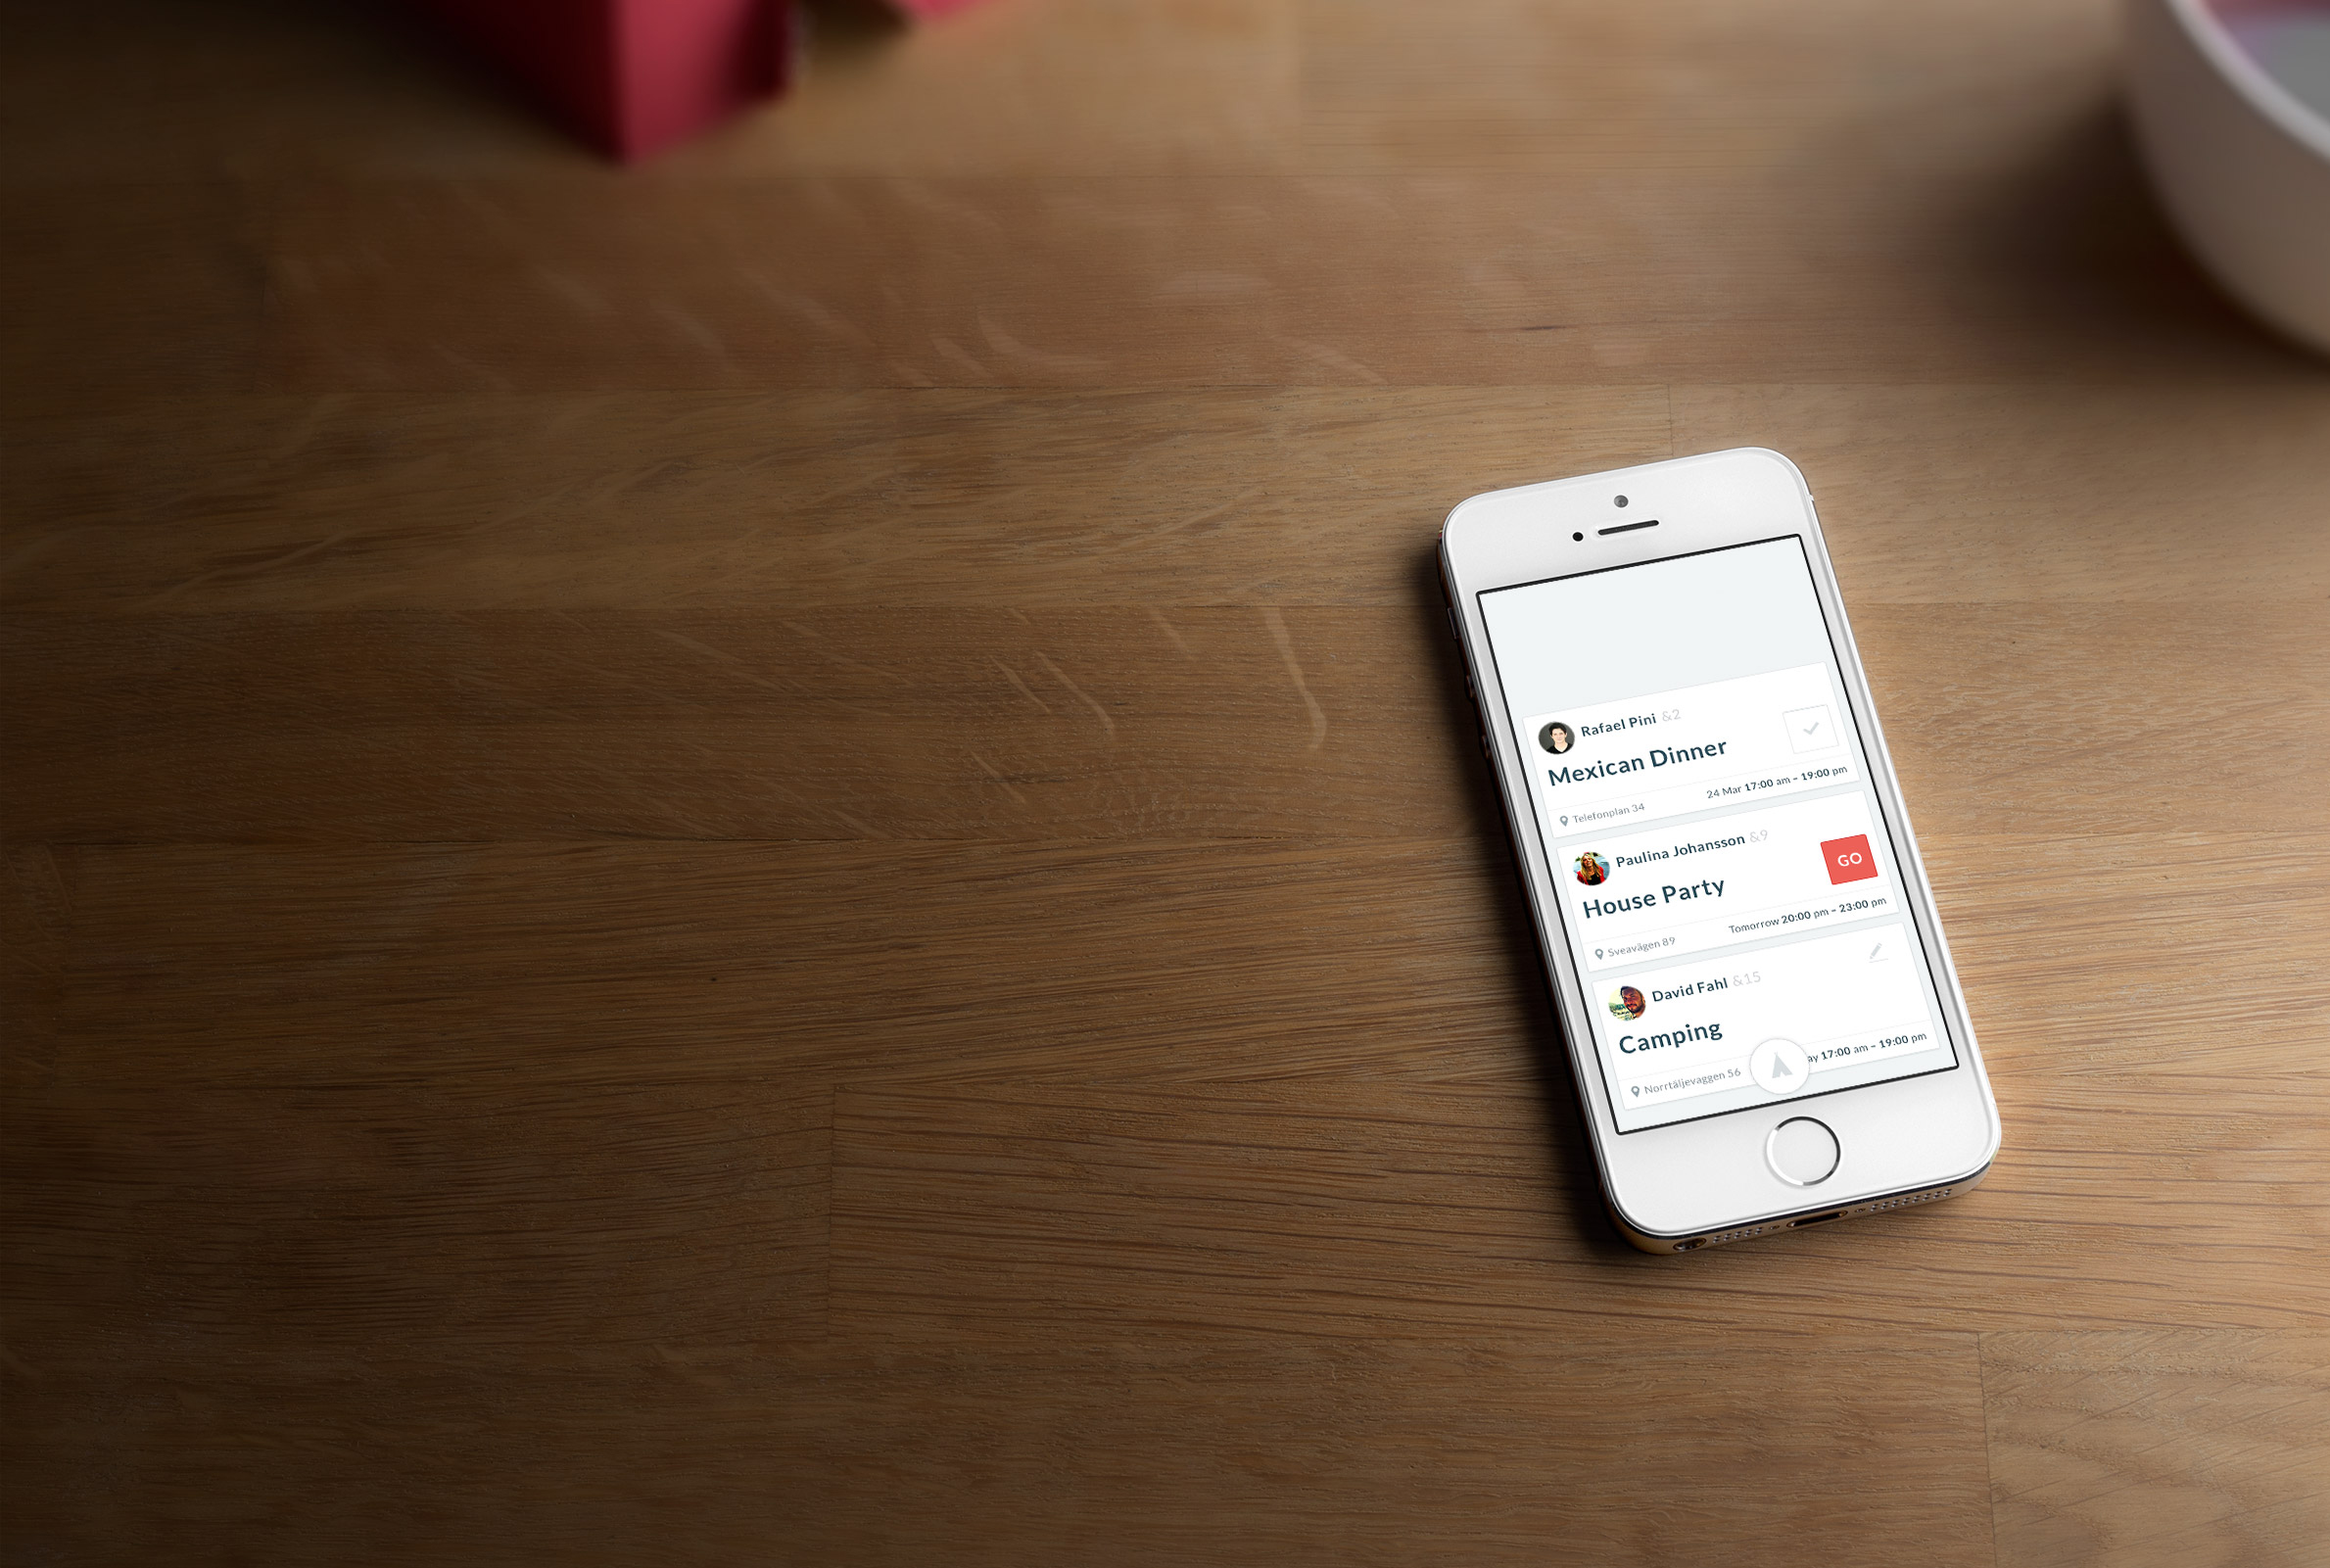 Rafael Pini &2
Mexican Dinner
Telefonplan 34 24 Mar 17:00 am – 19:00 pm
Paulina Johansson &9
GO
House Party
Sveavägen 89 Tomorrow 20:00 pm – 23:00 pm
David Fahl &15
Camping
Norrtäljevaggen 56 ay 17:00 am – 19:00 pm